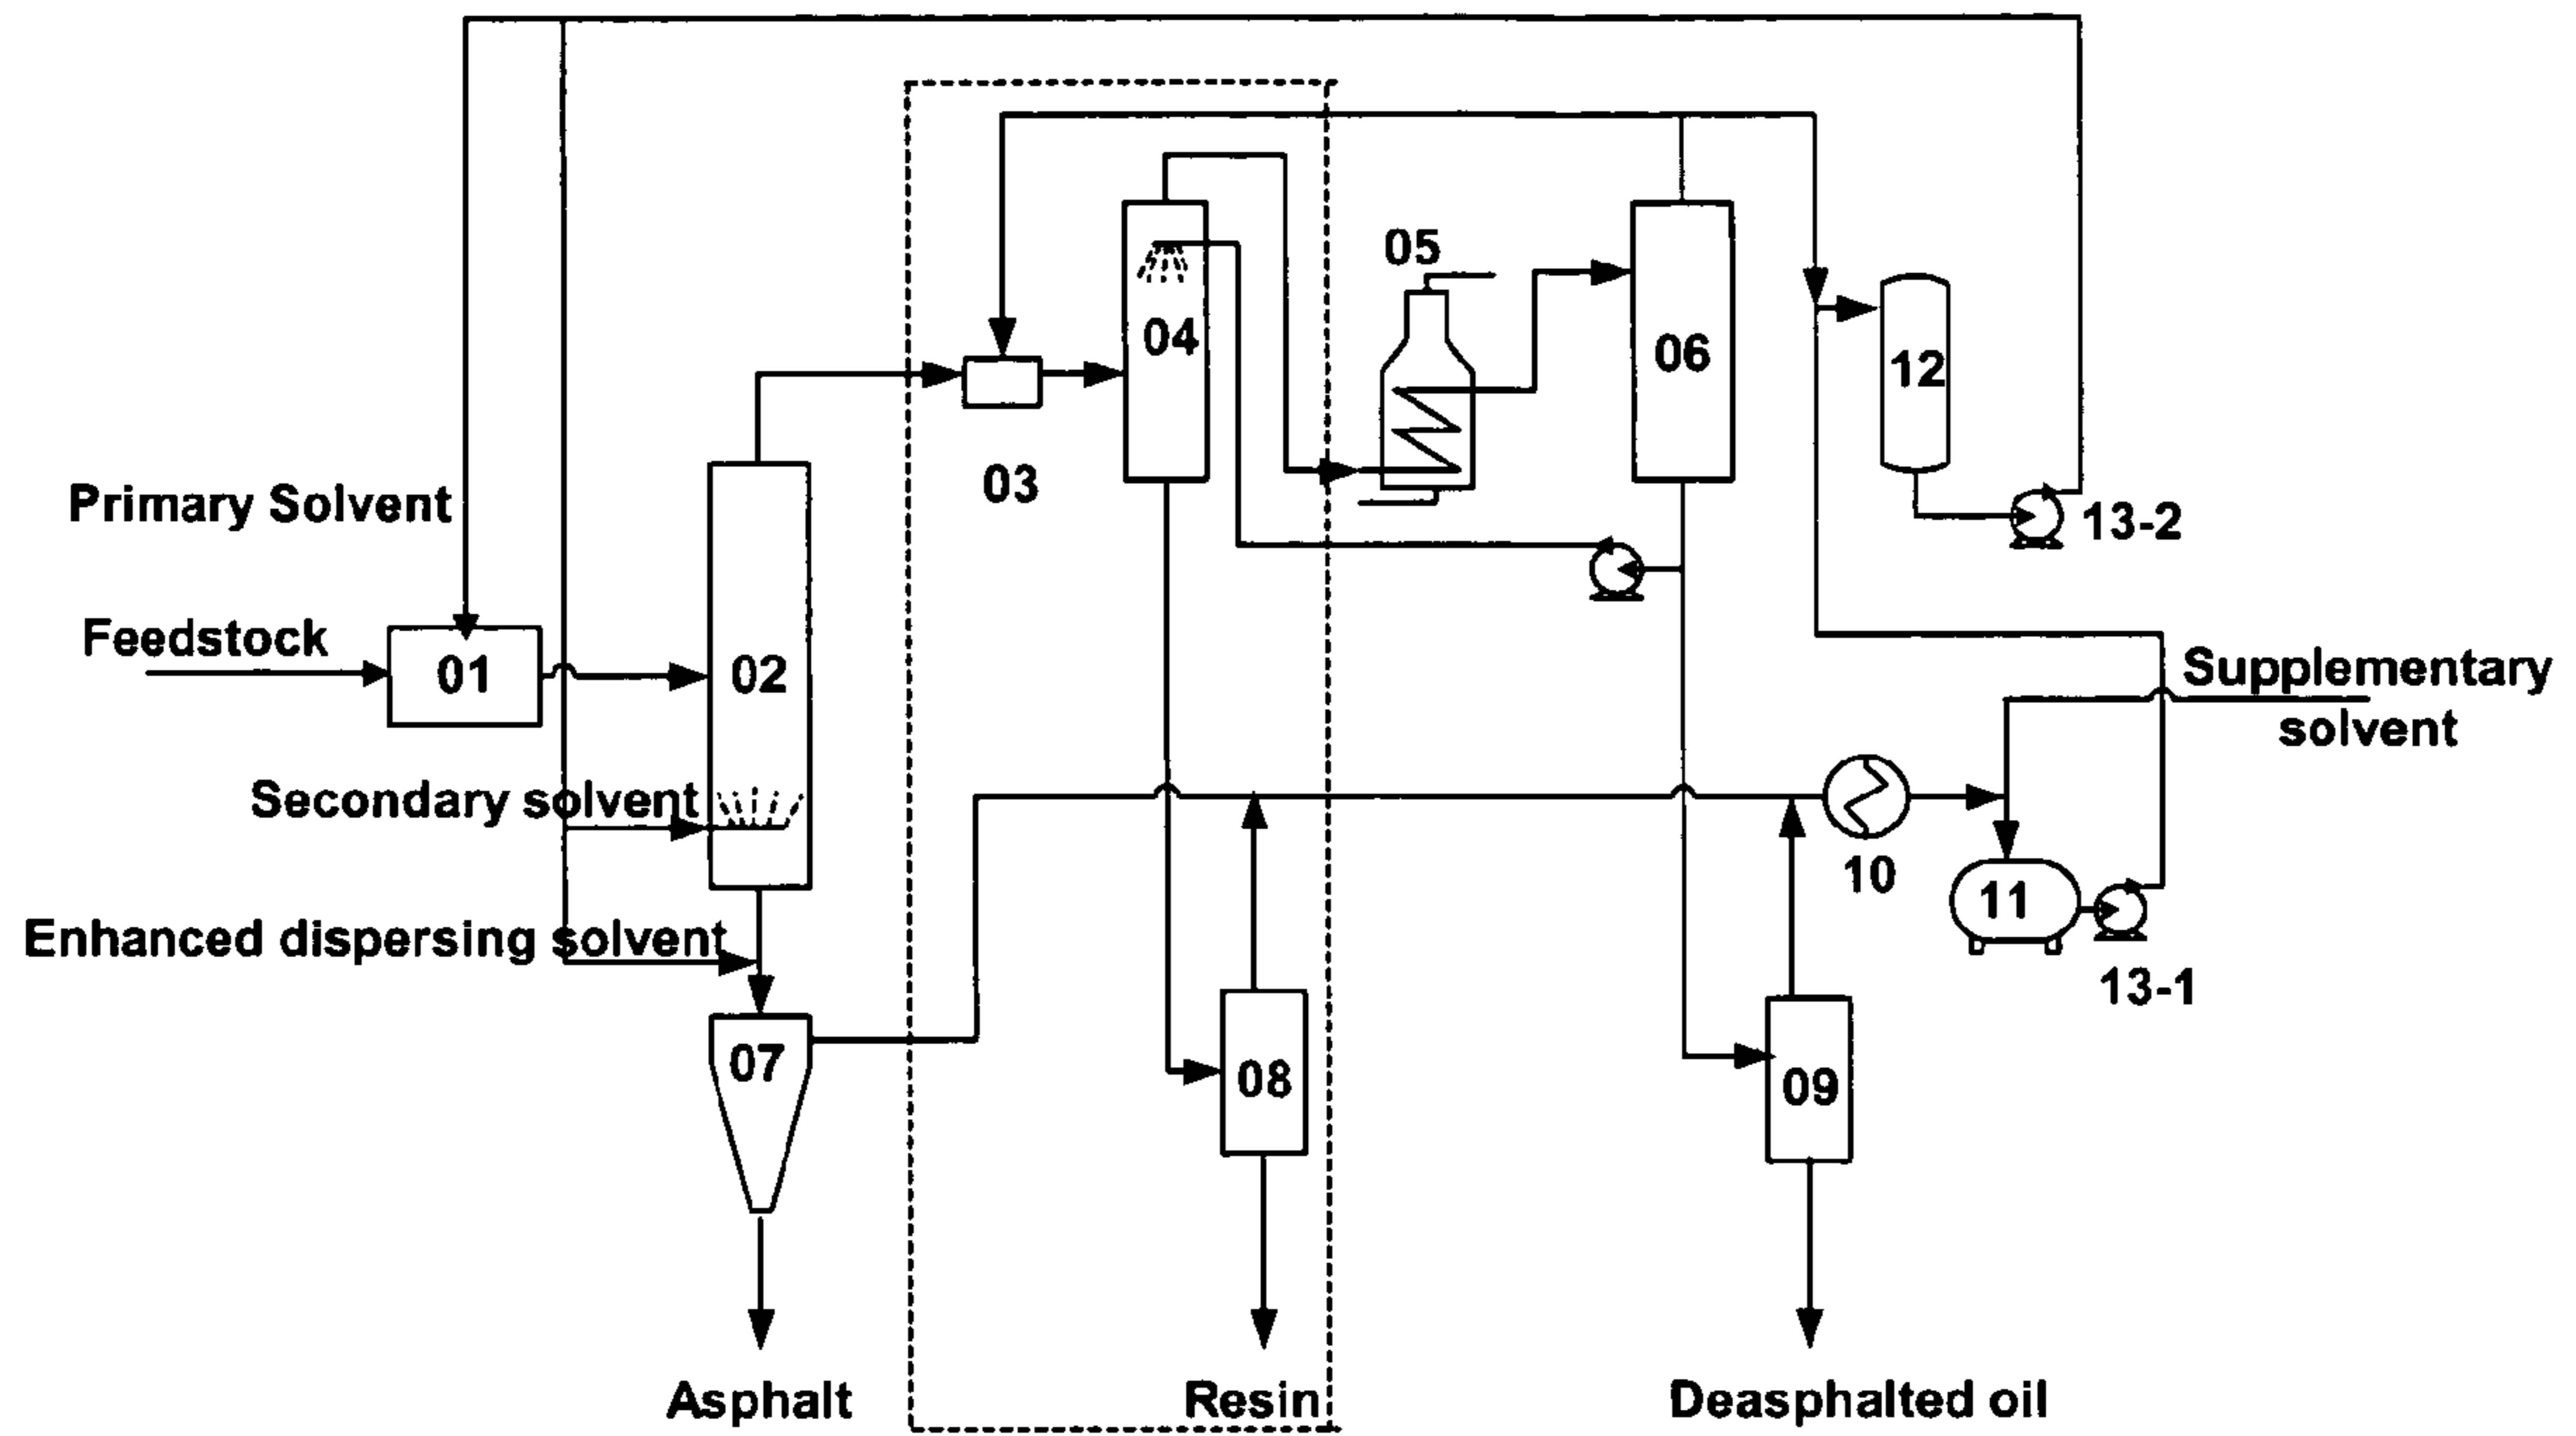 05
04
06
12
03
Primary Solvent
13-2
Feedstock
01
02
Supplementary
solvent
Secondary solvent
10
11
Enhanced dispersing solvent
13-1
07
08
09
Asphalt
Resin
Deasphalted oil